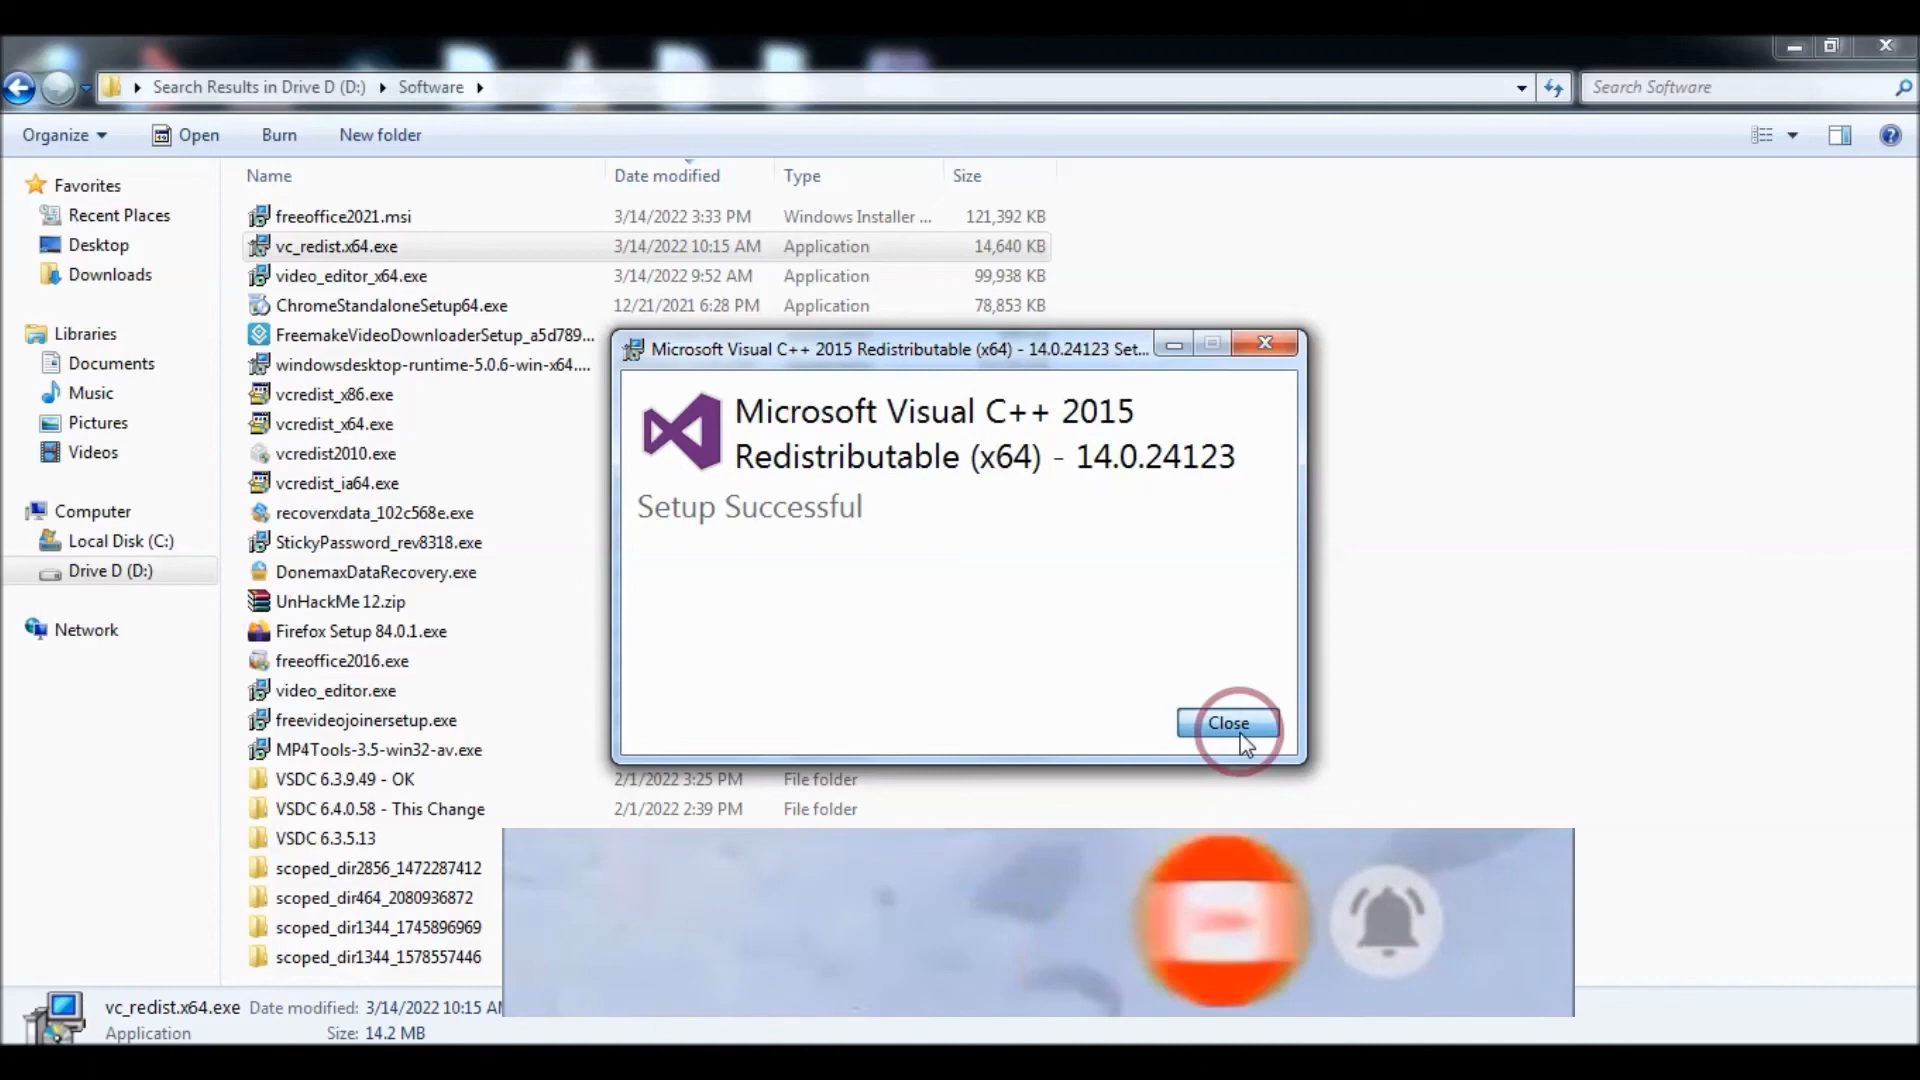 Search Results in Drive D (D:) Software
Search Software
Organize Open Burn New folder
Favorites
Recent Places
Desktop
Downloads
Libraries
Documents
Music
Pictures
Videos
Computer
Local Disk (C:)
Drive D (D:)
Network
Name Date modified Type Size
freeoffice2021.msi 3/14/2022 3:33 PM Windows Installer ... 121,392 KB
vc_redist.x64.exe 3/14/2022 10:15 AM Application 14,640 KB
video_editor_x64.exe 3/14/2022 9:52 AM Application 99,938 KB
ChromeStandaloneSetup64.exe 12/21/2021 6:28 PM Application 78,853 KB
FreemakeVideoDownloaderSetup_a5d789...
windowsdesktop-runtime-5.0.6-win-x64....
vcredist_x86.exe
vcredist_x64.exe
vcredist2010.exe
vcredist_ia64.exe
recoverxdata_102c568e.exe
StickyPassword_rev8318.exe
DonemaxDataRecovery.exe
UnHackMe 12.zip
Firefox Setup 84.0.1.exe
freeoffice2016.exe
video_editor.exe
freevideojoinersetup.exe
MP4Tools-3.5-win32-av.exe
VSDC 6.3.9.49 - OK 2/1/2022 3:25 PM File folder
VSDC 6.4.0.58 - This Change 2/1/2022 2:39 PM File folder
VSDC 6.3.5.13
scoped_dir2856_1472287412
scoped_dir464_2080936872
scoped_dir1344_1745896969
scoped_dir1344_1578557446
Microsoft Visual C++ 2015 Redistributable (x64) - 14.0.24123 Set...
Microsoft Visual C++ 2015
Redistributable (x64) - 14.0.24123
Setup Successful
Close
vc_redist.x64.exe Date modified: 3/14/2022 10:15 AM
Application Size: 14.2 MB